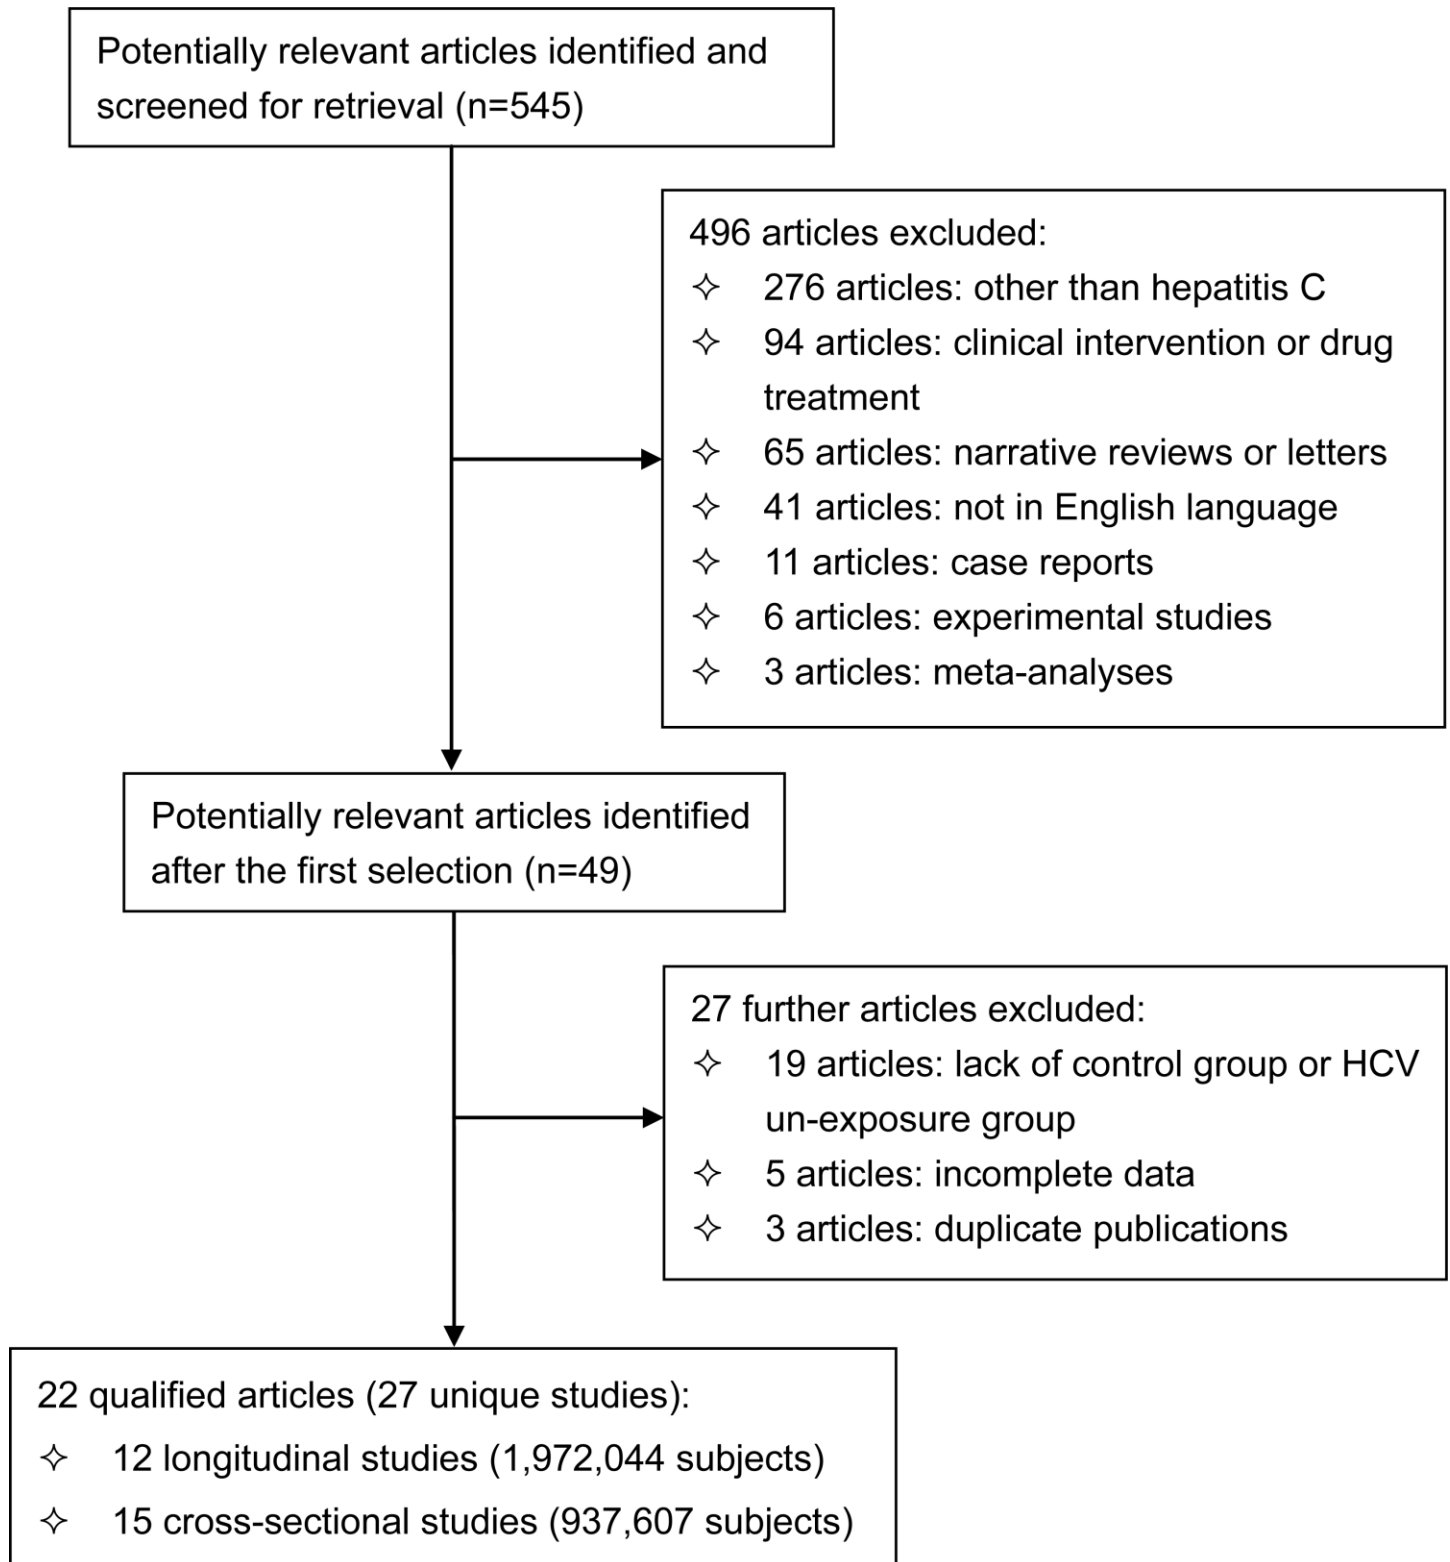 Potentially relevant articles identified and
screened for retrieval (n=545)
496 articles excluded:
✧ 276 articles: other than hepatitis C
✧ 94 articles: clinical intervention or drug
treatment
✧ 65 articles: narrative reviews or letters
✧ 41 articles: not in English language
✧ 11 articles: case reports
✧ 6 articles: experimental studies
✧ 3 articles: meta-analyses
Potentially relevant articles identified
after the first selection (n=49)
27 further articles excluded:
✧ 19 articles: lack of control group or HCV
un-exposure group
✧ 5 articles: incomplete data
✧ 3 articles: duplicate publications
22 qualified articles (27 unique studies):
✧ 12 longitudinal studies (1,972,044 subjects)
✧ 15 cross-sectional studies (937,607 subjects)